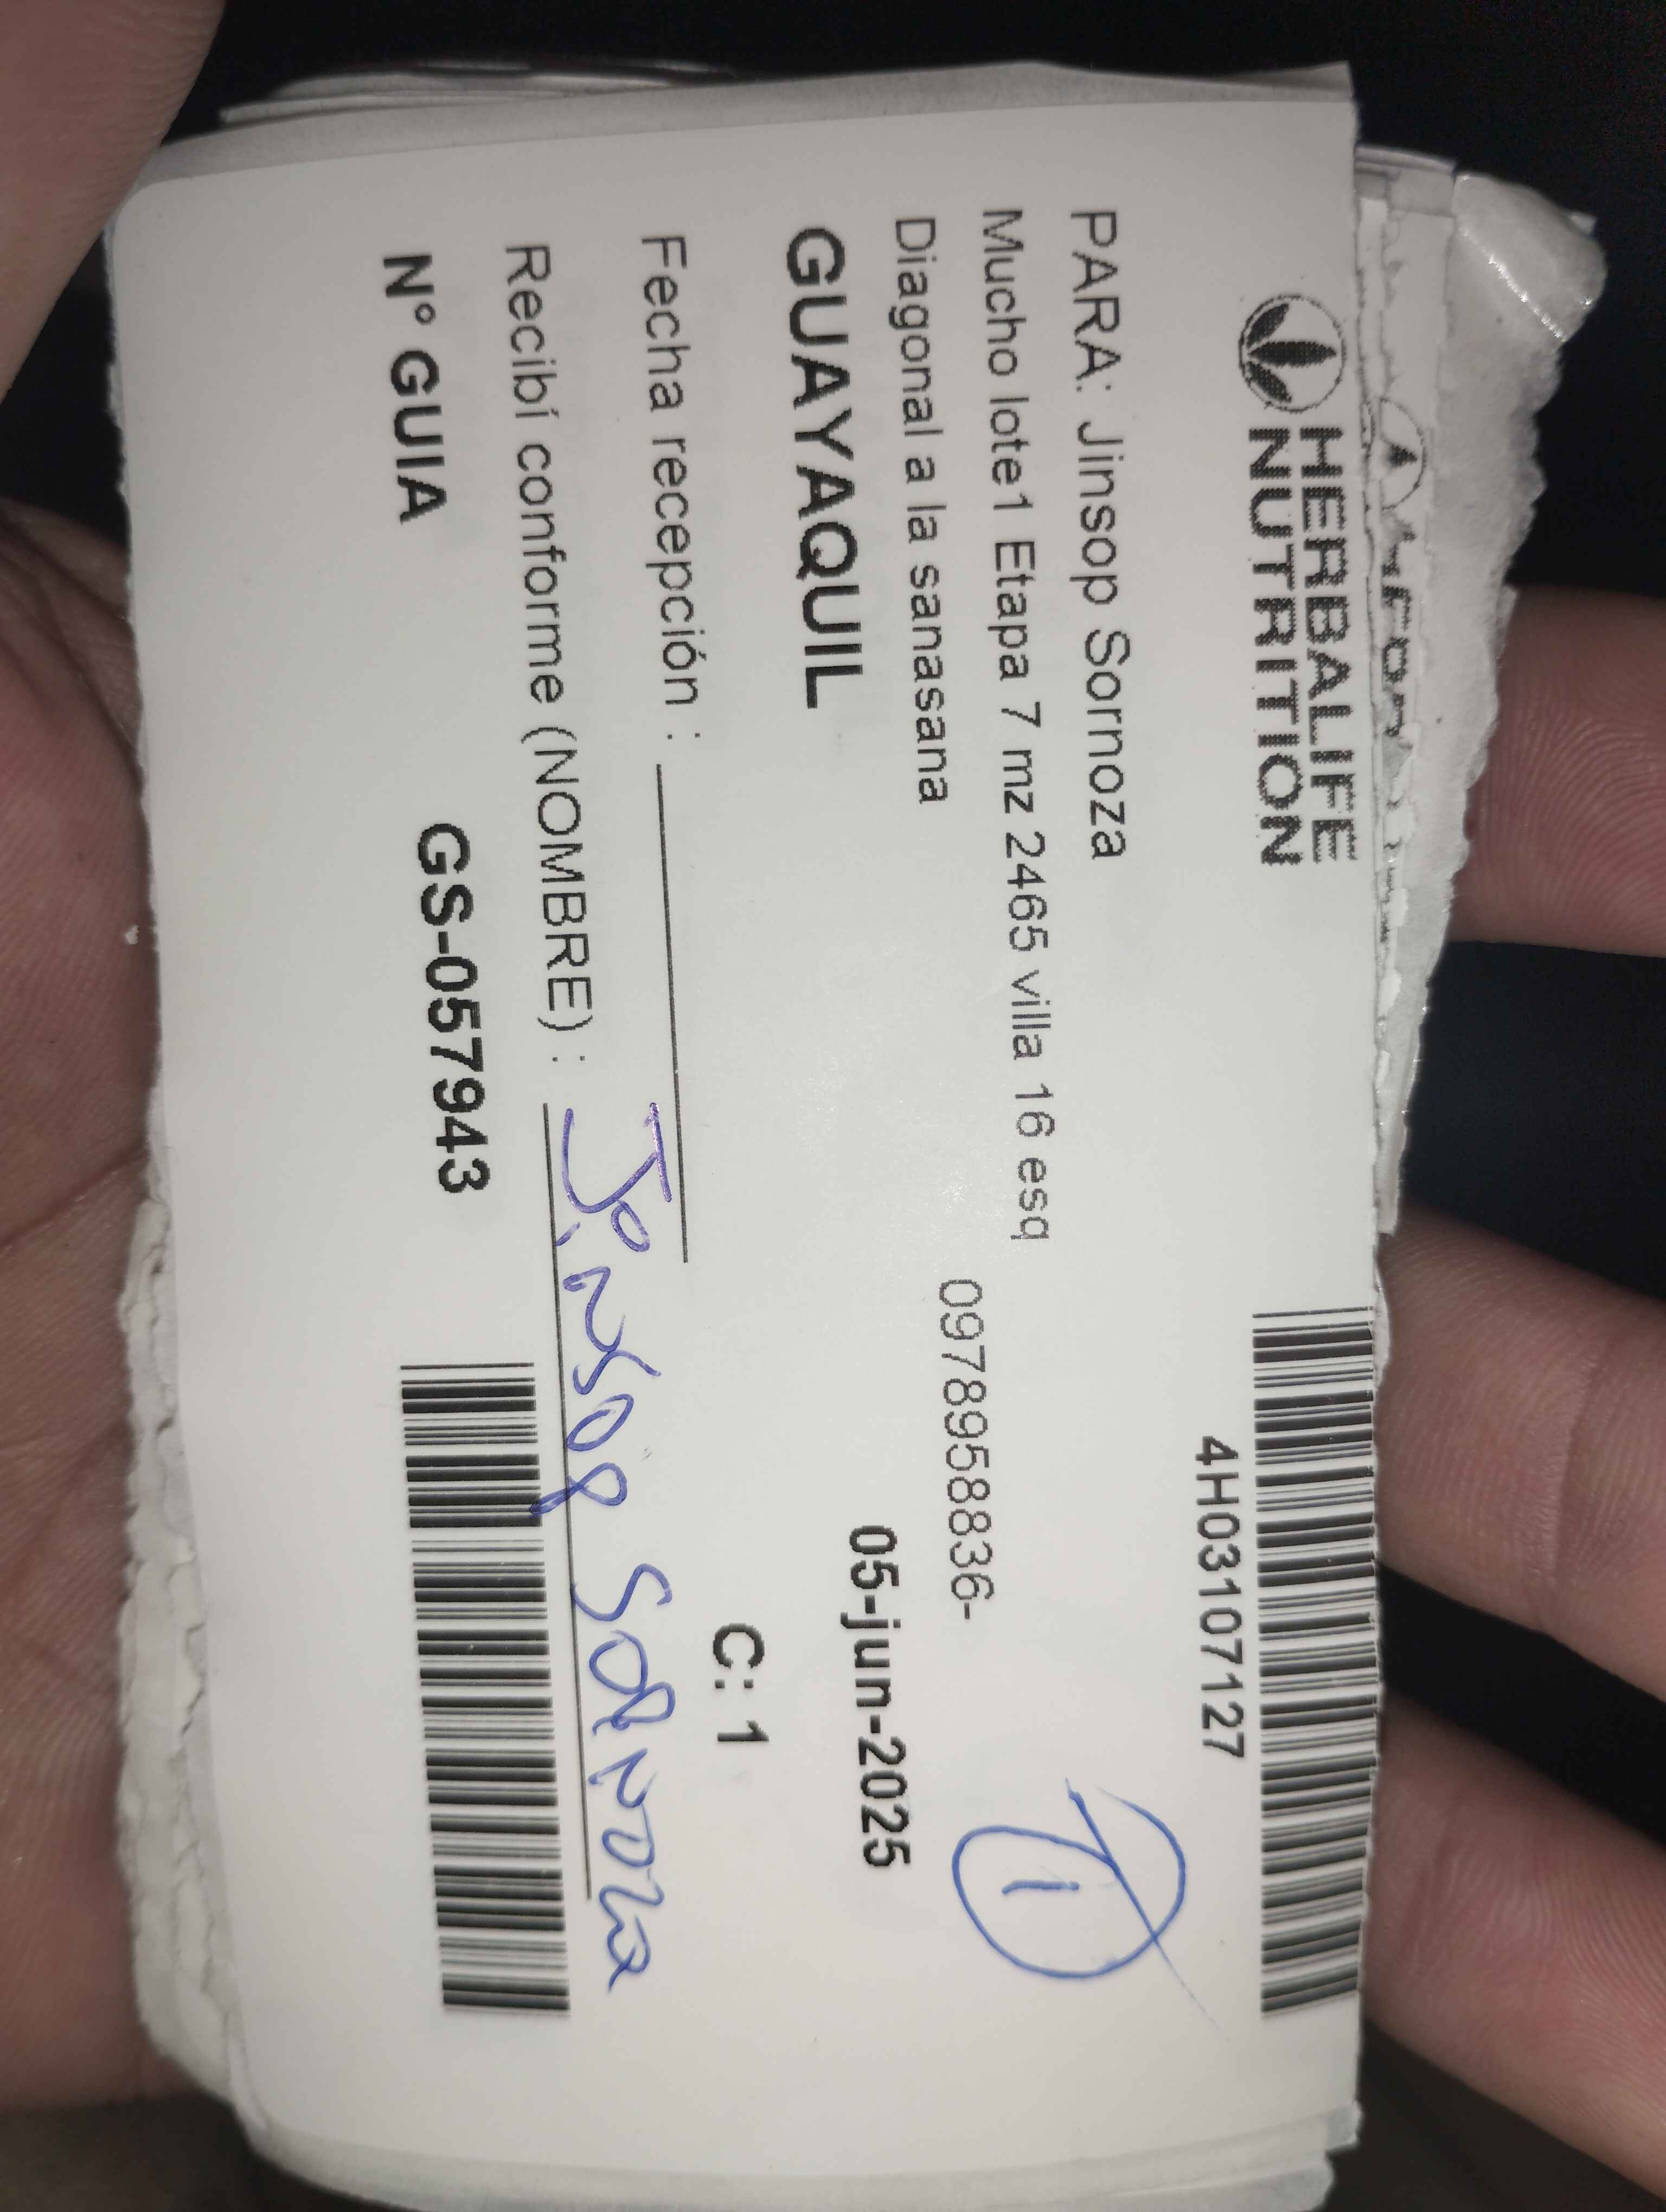 HERBALIFE
NUTRITION
4H03107127
PARA: Jinsop Sornoza
Mucho lote1 Etapa 7 mz 2465 villa 16 esq
Diagonal a la sanasana
0978958836-
1
GUAYAQUIL
05-jun-2025
C: 1
Fecha recepción :
Recibí conforme (NOMBRE) : Jinsop Sornoza
N° GUIA
GS-057943